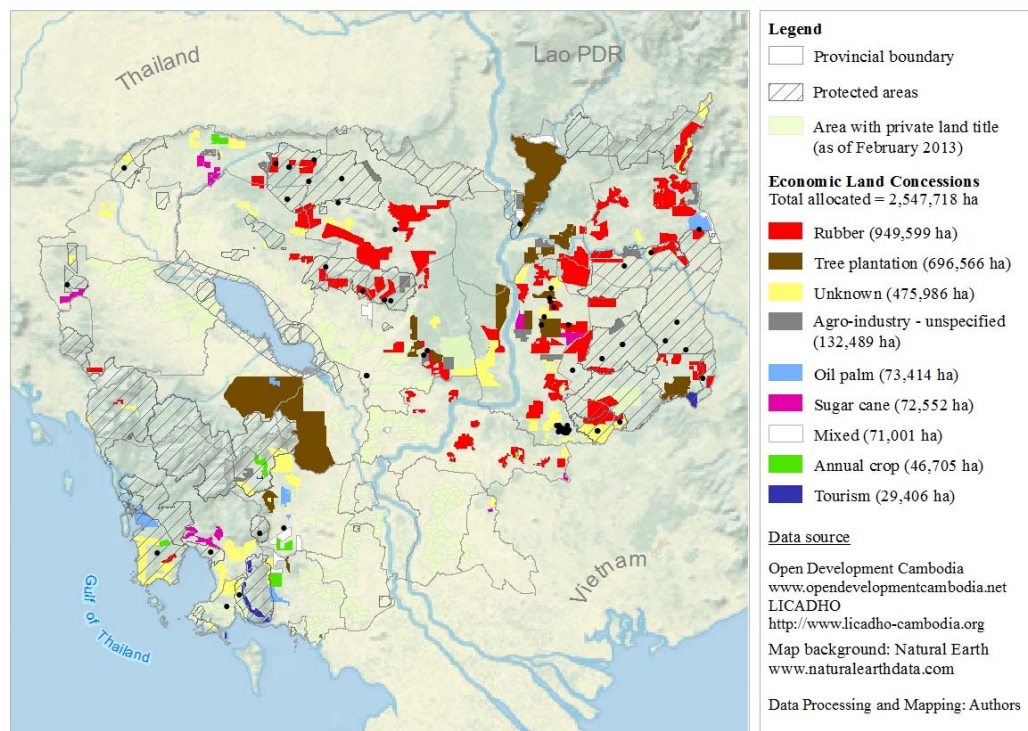 Thailand
Lao PDR
Vietnam
Gulf of Thailand
Legend
Provincial boundary
Protected areas
Area with private land title
(as of February 2013)
Economic Land Concessions
Total allocated = 2,547,718 ha
Rubber (949,599 ha)
Tree plantation (696,566 ha)
Unknown (475,986 ha)
Agro-industry - unspecified
(132,489 ha)
Oil palm (73,414 ha)
Sugar cane (72,552 ha)
Mixed (71,001 ha)
Annual crop (46,705 ha)
Tourism (29,406 ha)
Data source
Open Development Cambodia
www.opendevelopmentcambodia.net
LICADHO
http://www.licadho-cambodia.org
Map background: Natural Earth
www.naturalearthdata.com
Data Processing and Mapping: Authors